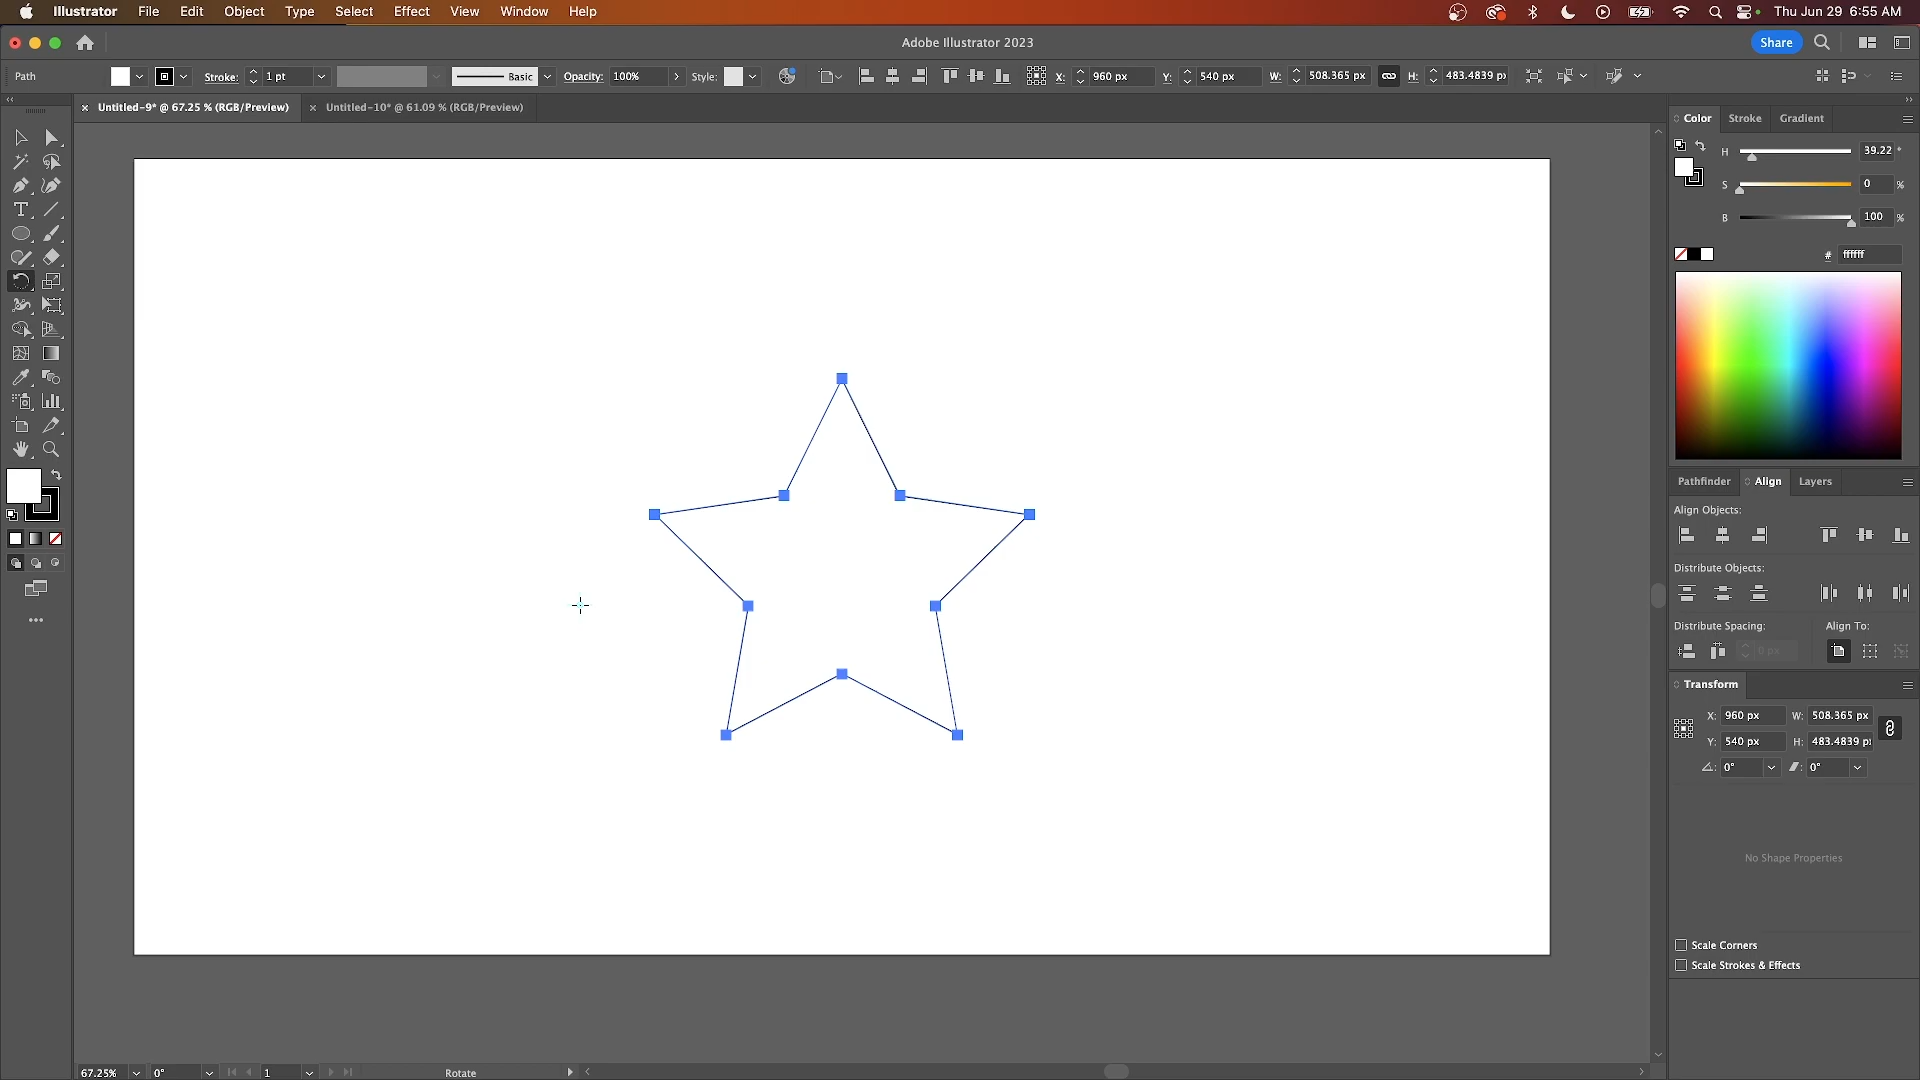 Illustrator File Edit Object Type Select Effect View Window Help Thu Jun 29 6:55 AM
Adobe Illustrator 2023 Share
Path Stroke: 1 pt Basic Opacity: 100% Style: X: 960 px Y: 540 px W: 508.365 px H: 483.4839 p
Untitled-9* @ 67.25 % (RGB/Preview) Untitled-10* @ 61.09 % (RGB/Preview)
Color Stroke Gradient
H 39.22 °
S 0 %
B 100 %
# ffffff
Pathfinder Align Layers
Align Objects:
Distribute Objects:
Distribute Spacing: Align To:
0 px
Transform
X: 960 px W: 508.365 px
Y: 540 px H: 483.4839 p
0° 0°
No Shape Properties
Scale Corners
Scale Strokes & Effects
67.25% 0° 1 Rotate